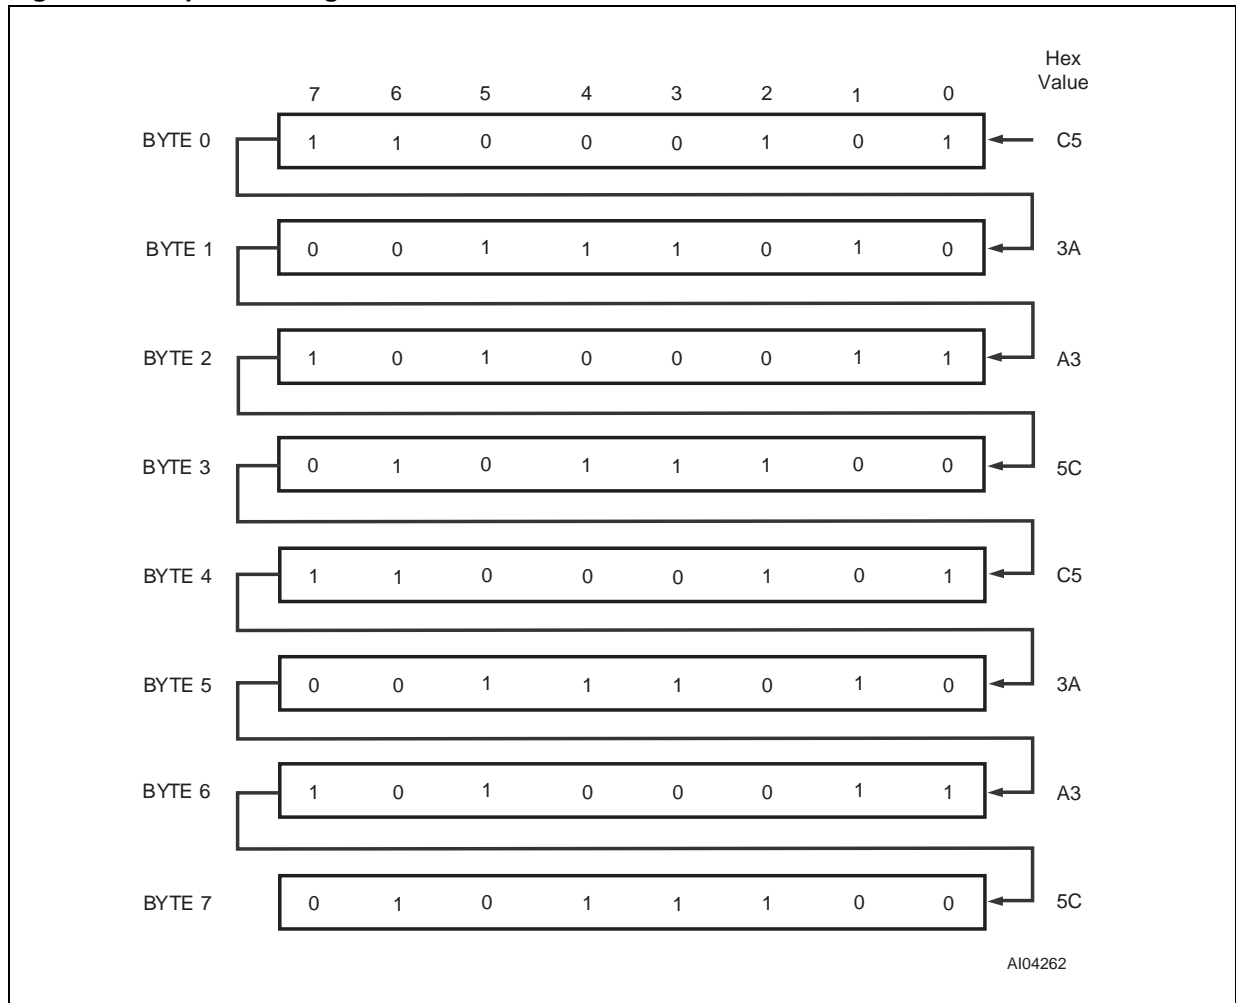 Hex
Value
7 6 5 4 3 2 1 0
BYTE 0 1 1 0 0 0 1 0 1 C5
BYTE 1 0 0 1 1 1 0 1 0 3A
BYTE 2 1 0 1 0 0 0 1 1 A3
BYTE 3 0 1 0 1 1 1 0 0 5C
BYTE 4 1 1 0 0 0 1 0 1 C5
BYTE 5 0 0 1 1 1 0 1 0 3A
BYTE 6 1 0 1 0 0 0 1 1 A3
BYTE 7 0 1 0 1 1 1 0 0 5C
AI04262